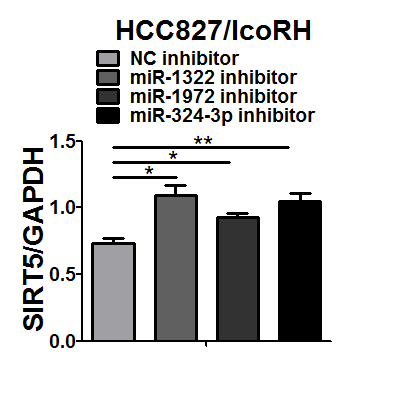 HCC827/IcoRH
NC inhibitor
miR-1322 inhibitor
miR-1972 inhibitor
miR-324-3p inhibitor
SIRT5/GAPDH
1.5
1.0
0.5
0.0
**
*
*